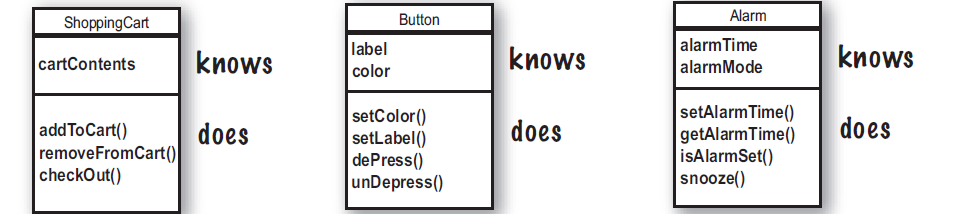 ShoppingCart
cartContents
knows
addToCart()
removeFromCart()
checkOut()
does
Button
label
color
knows
setColor()
setLabel()
dePress()
unDepress()
does
Alarm
alarmTime
alarmMode
knows
setAlarmTime()
getAlarmTime()
isAlarmSet()
snooze()
does